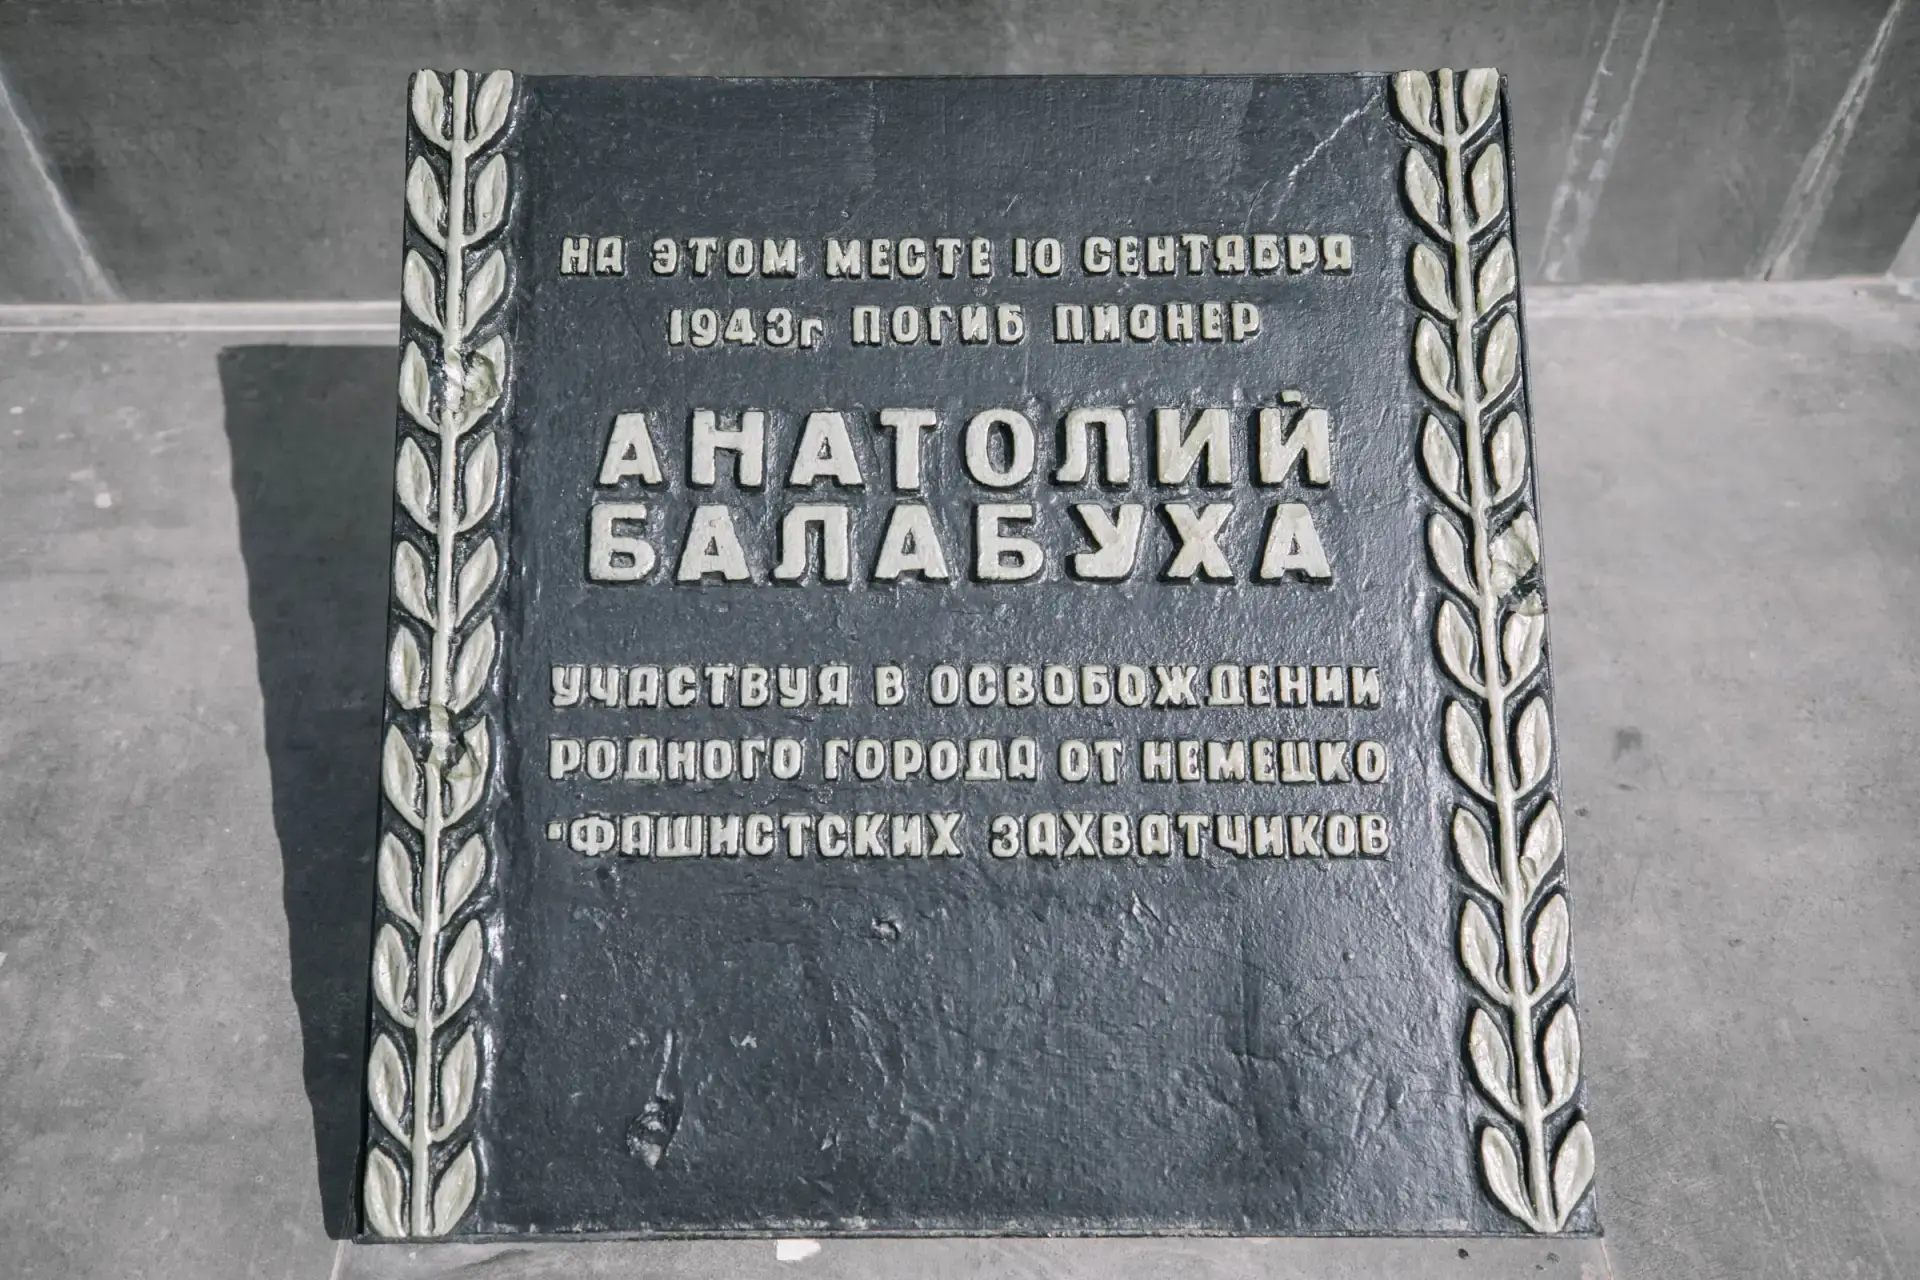 НА ЭТОМ МЕСТЕ 10 СЕНТЯБРЯ
1943г ПОГИБ ПИОНЕР
АНАТОЛИЙ
БАЛАБУХА
УЧАСТВУЯ В ОСВОБОЖДЕНИИ
РОДНОГО ГОРОДА ОТ НЕМЕЦКО
-ФАШИСТСКИХ ЗАХВАТЧИКОВ